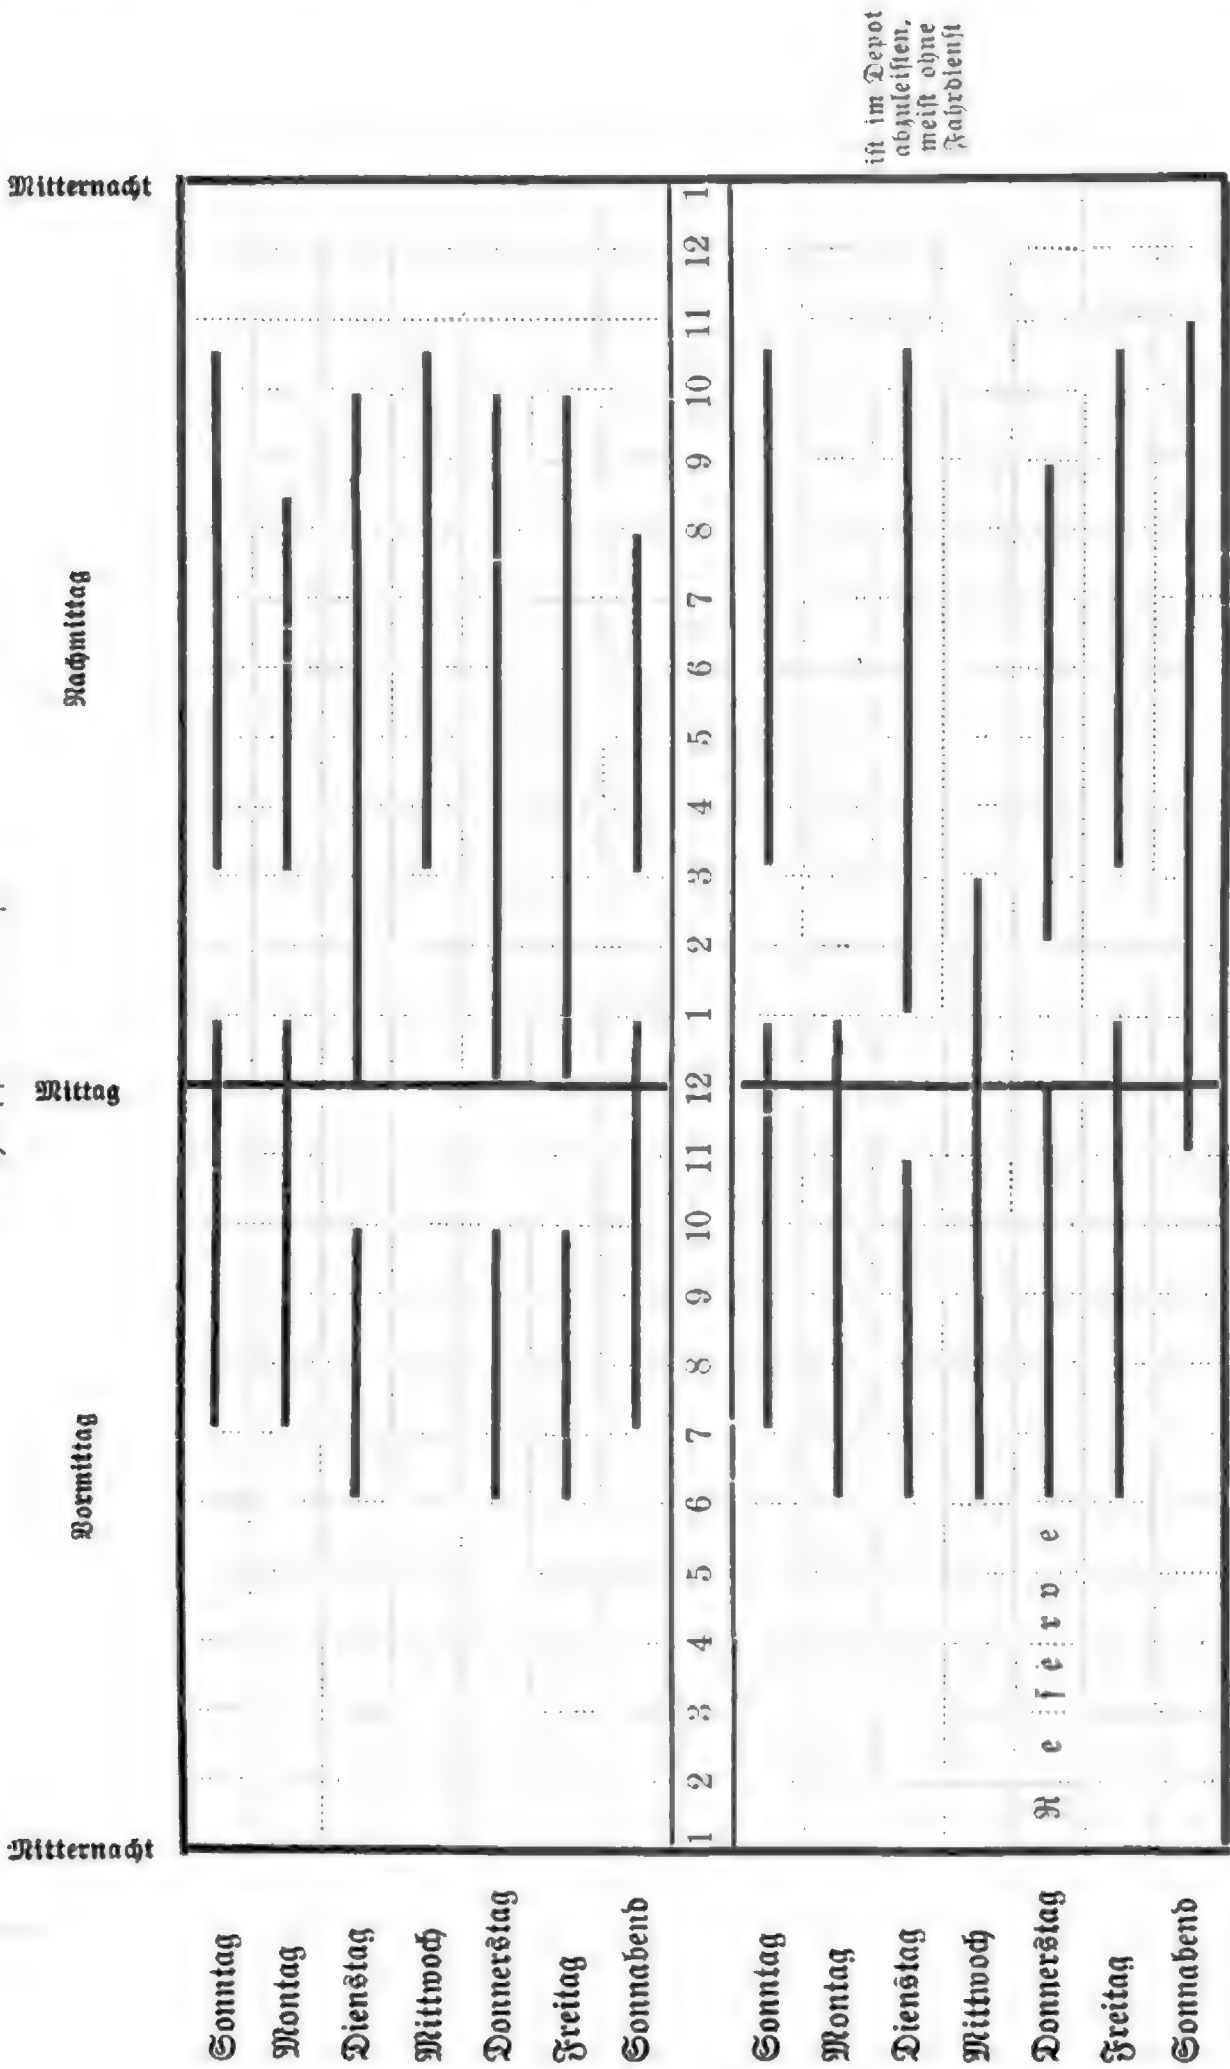 Mitternacht
Vormittag
Mittag
Nachmittag
Mitternacht
Sonntag
Montag
Dienstag
Mittwoch
Donnerstag
Freitag
Sonnabend
1 2 3 4 5 6 7 8 9 10 11 12 1 2 3 4 5 6 7 8 9 10 11 12 1
Sonntag
Montag
Dienstag
Mittwoch
Donnerstag
Reſerve
Freitag
Sonnabend
iſt im Depot
abzuleiſten,
meiſt ohne
Fahrdienſt